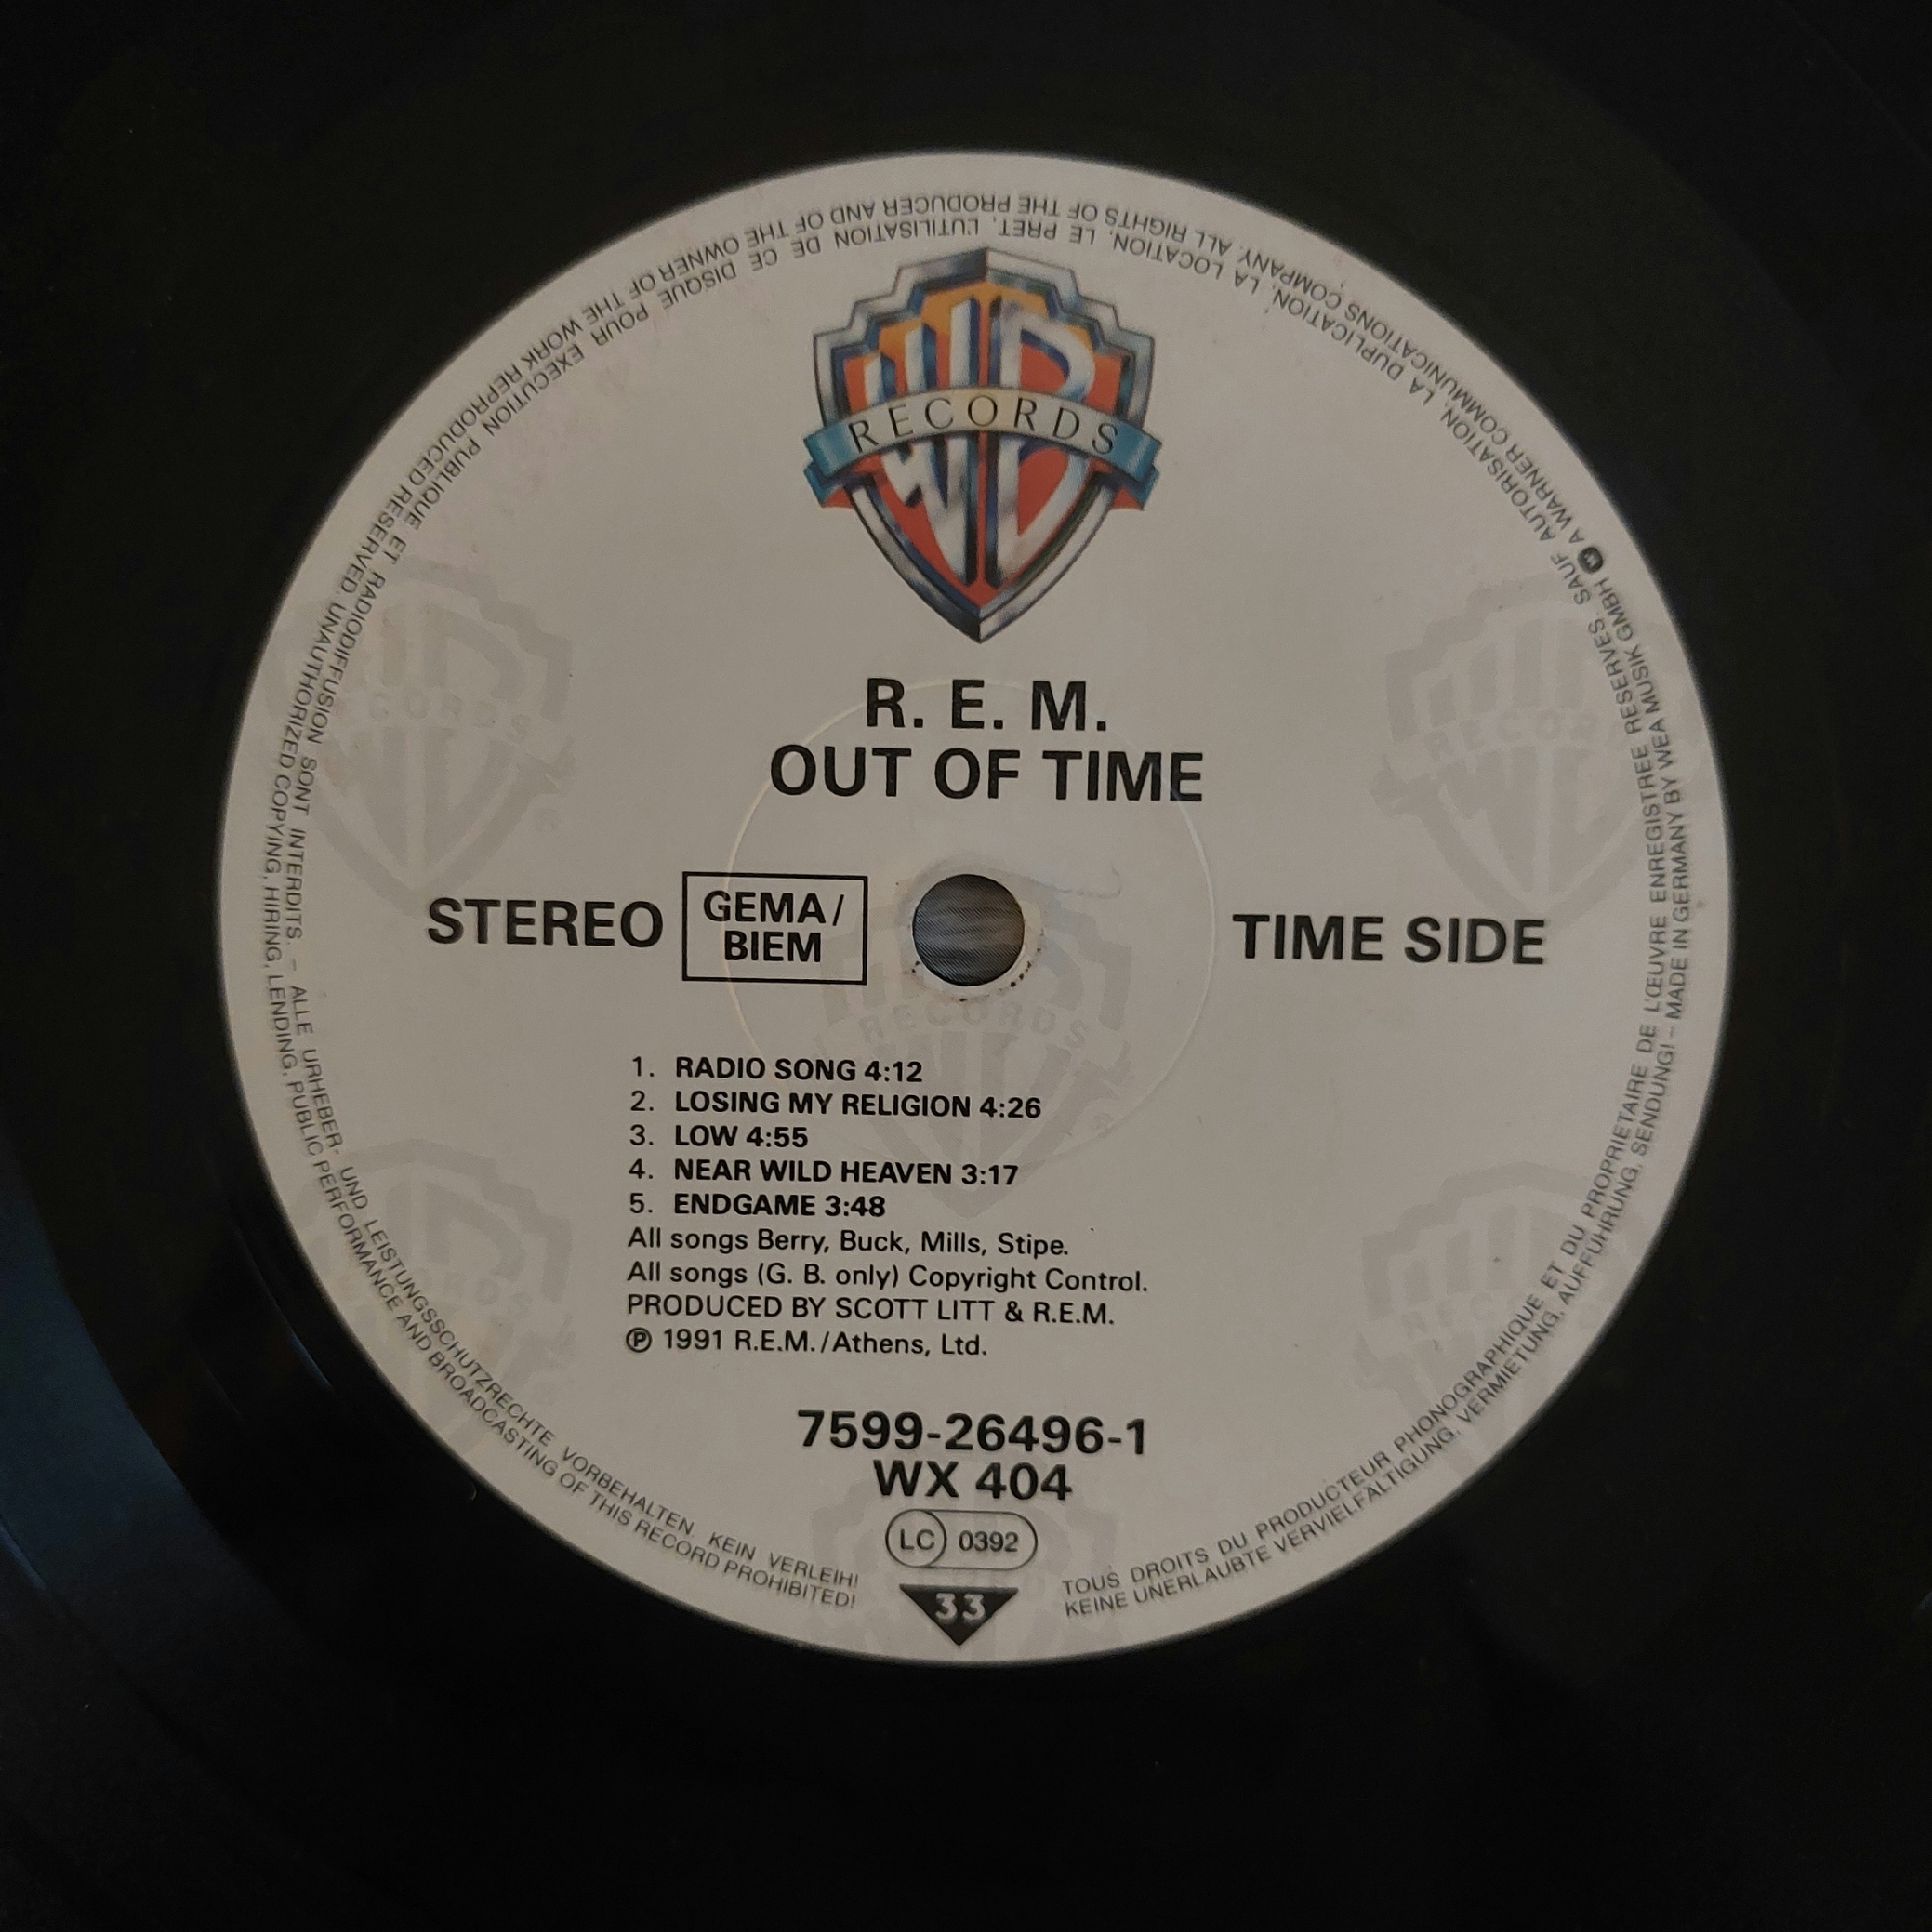 RECORDS
R. E. M.
OUT OF TIME
STEREO
GEMA/
BIEM
TIME SIDE
1. RADIO SONG 4:12
2. LOSING MY RELIGION 4:26
3. LOW 4:55
4. NEAR WILD HEAVEN 3:17
5. ENDGAME 3:48
All songs Berry, Buck, Mills, Stipe.
All songs (G. B. only) Copyright Control.
PRODUCED BY SCOTT LITT & R.E.M.
℗ 1991 R.E.M./Athens, Ltd.
7599-26496-1
WX 404
LC 0392
33
TOUS DROITS DU PRODUCTEUR PHONOGRAPHIQUE ET DU PROPRIETAIRE DE L'ŒUVRE ENREGISTREE RESERVES. SAUF AUTORISATION, LA DUPLICATION, LA LOCATION, LE PRET, L'UTILISATION DE CE DISQUE POUR EXECUTION PUBLIQUE ET RADIODIFFUSION SONT INTERDITS. – ALLE URHEBER- UND LEISTUNGSSCHUTZRECHTE VORBEHALTEN. KEIN VERLEIH!
KEINE UNERLAUBTE VERVIELFÄLTIGUNG, VERMIETUNG, AUFFÜHRUNG, SENDUNG! – MADE IN GERMANY BY WEA MUSIK GMBH A WARNER COMMUNICATIONS COMPANY. ALL RIGHTS OF THE PRODUCER AND OF THE OWNER OF THE WORK REPRODUCED RESERVED. UNAUTHORIZED COPYING, HIRING, LENDING, PUBLIC PERFORMANCE AND BROADCASTING OF THIS RECORD PROHIBITED!